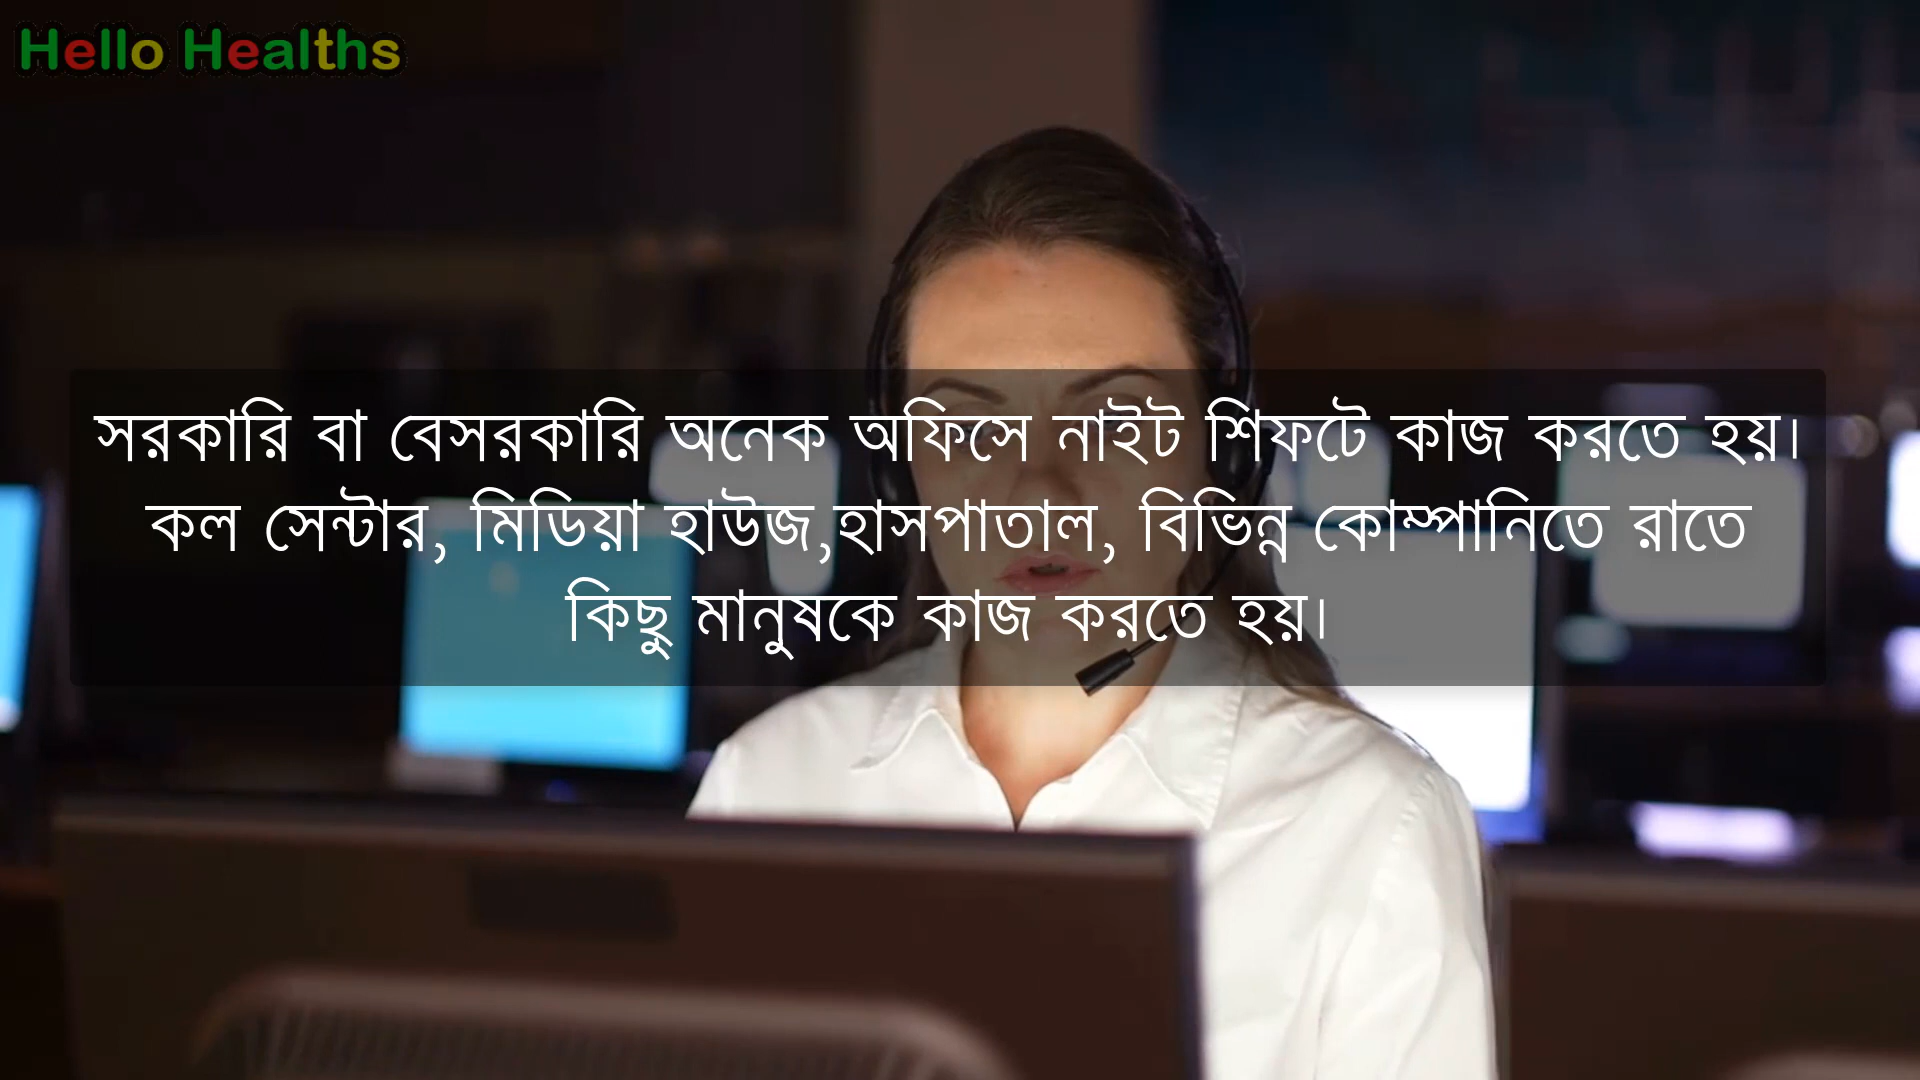 Hello Healths
সরকারি বা বেসরকারি অনেক অফিসে নাইট শিফটে কাজ করতে হয়।
কল সেন্টার, মিডিয়া হাউজ,হাসপাতাল, বিভিন্ন কোম্পানিতে রাতে
কিছু মানুষকে কাজ করতে হয়।